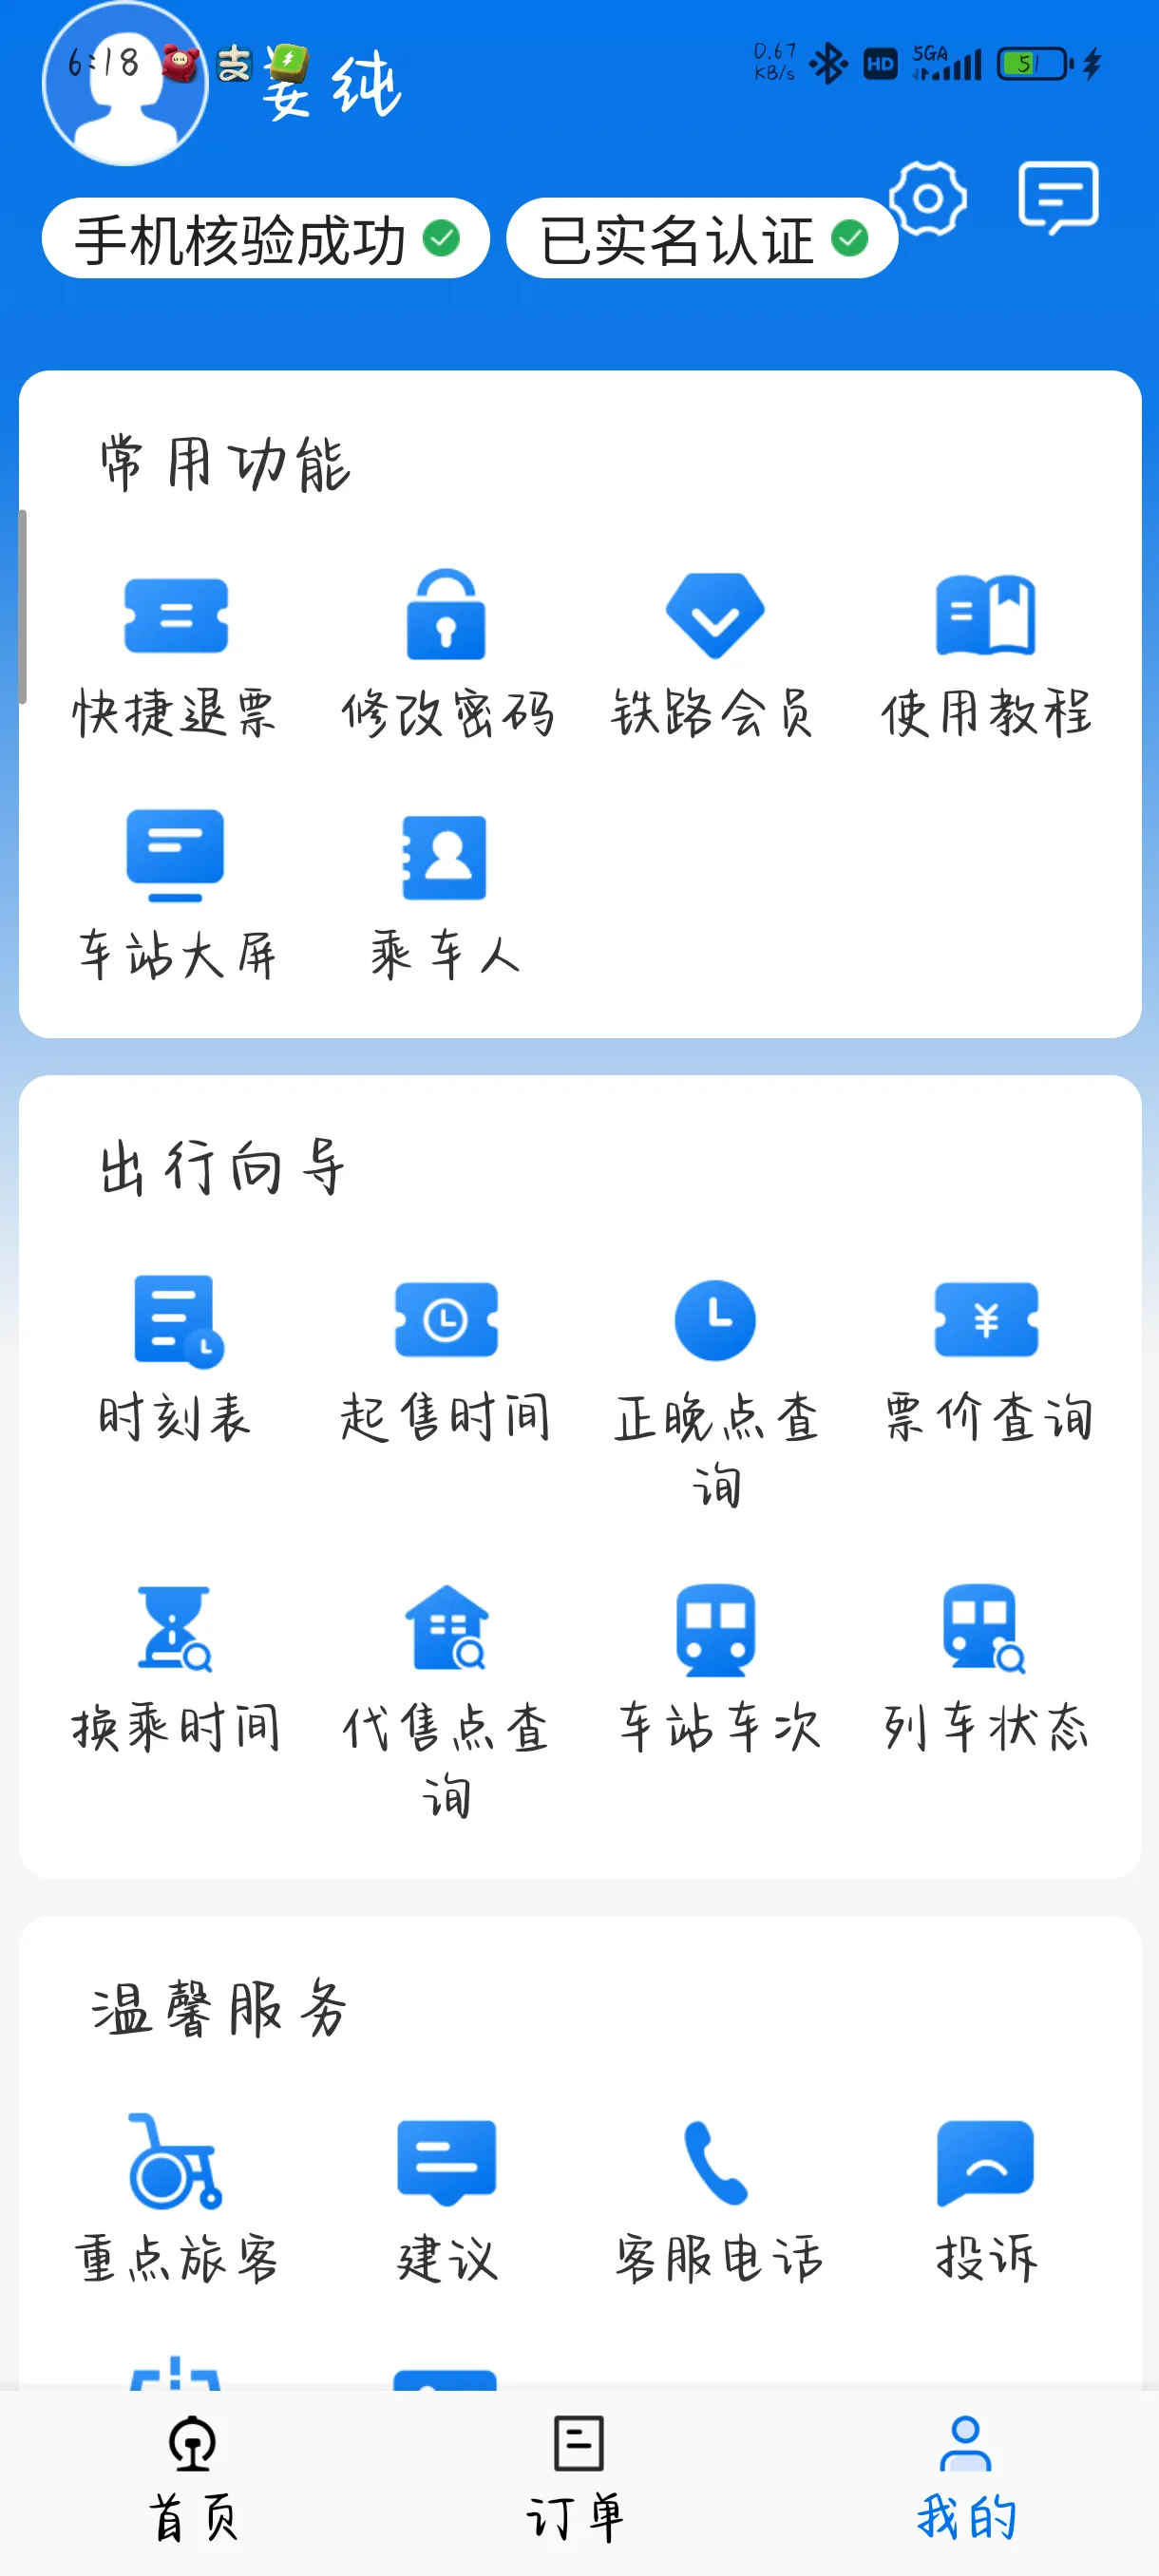 6:18
支
姜纯
0.67 KB/s HD 5GA 51
手机核验成功 已实名认证
常用功能
快捷退票 修改密码 铁路会员 使用教程
车站大屏 乘车人
出行向导
时刻表 起售时间 正晚点查询 票价查询
换乘时间 代售点查询 车站车次 列车状态
温馨服务
重点旅客 建议 客服电话 投诉
首页 订单 我的